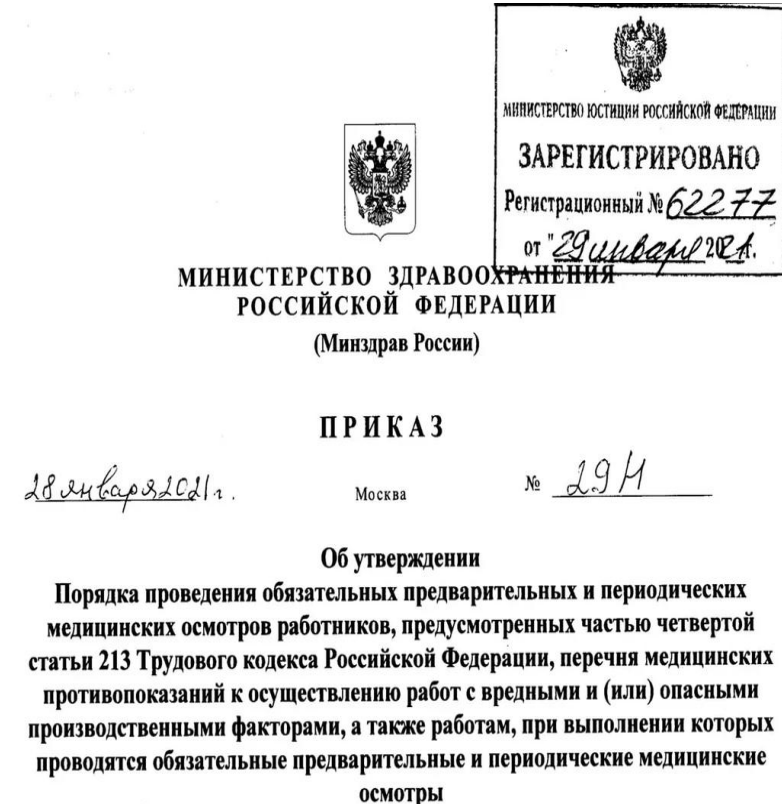 МИНИСТЕРСТВО ЮСТИЦИИ РОССИЙСКОЙ ФЕДЕРАЦИИ
ЗАРЕГИСТРИРОВАНО
Регистрационный № 62277
от "29 января 2021г.
МИНИСТЕРСТВО ЗДРАВООХРАНЕНИЯ
РОССИЙСКОЙ ФЕДЕРАЦИИ
(Минздрав России)
ПРИКАЗ
28 января 2021г.
Москва
№ 29Н
Об утверждении
Порядка проведения обязательных предварительных и периодических
медицинских осмотров работников, предусмотренных частью четвертой
статьи 213 Трудового кодекса Российской Федерации, перечня медицинских
противопоказаний к осуществлению работ с вредными и (или) опасными
производственными факторами, а также работам, при выполнении которых
проводятся обязательные предварительные и периодические медицинские
осмотры